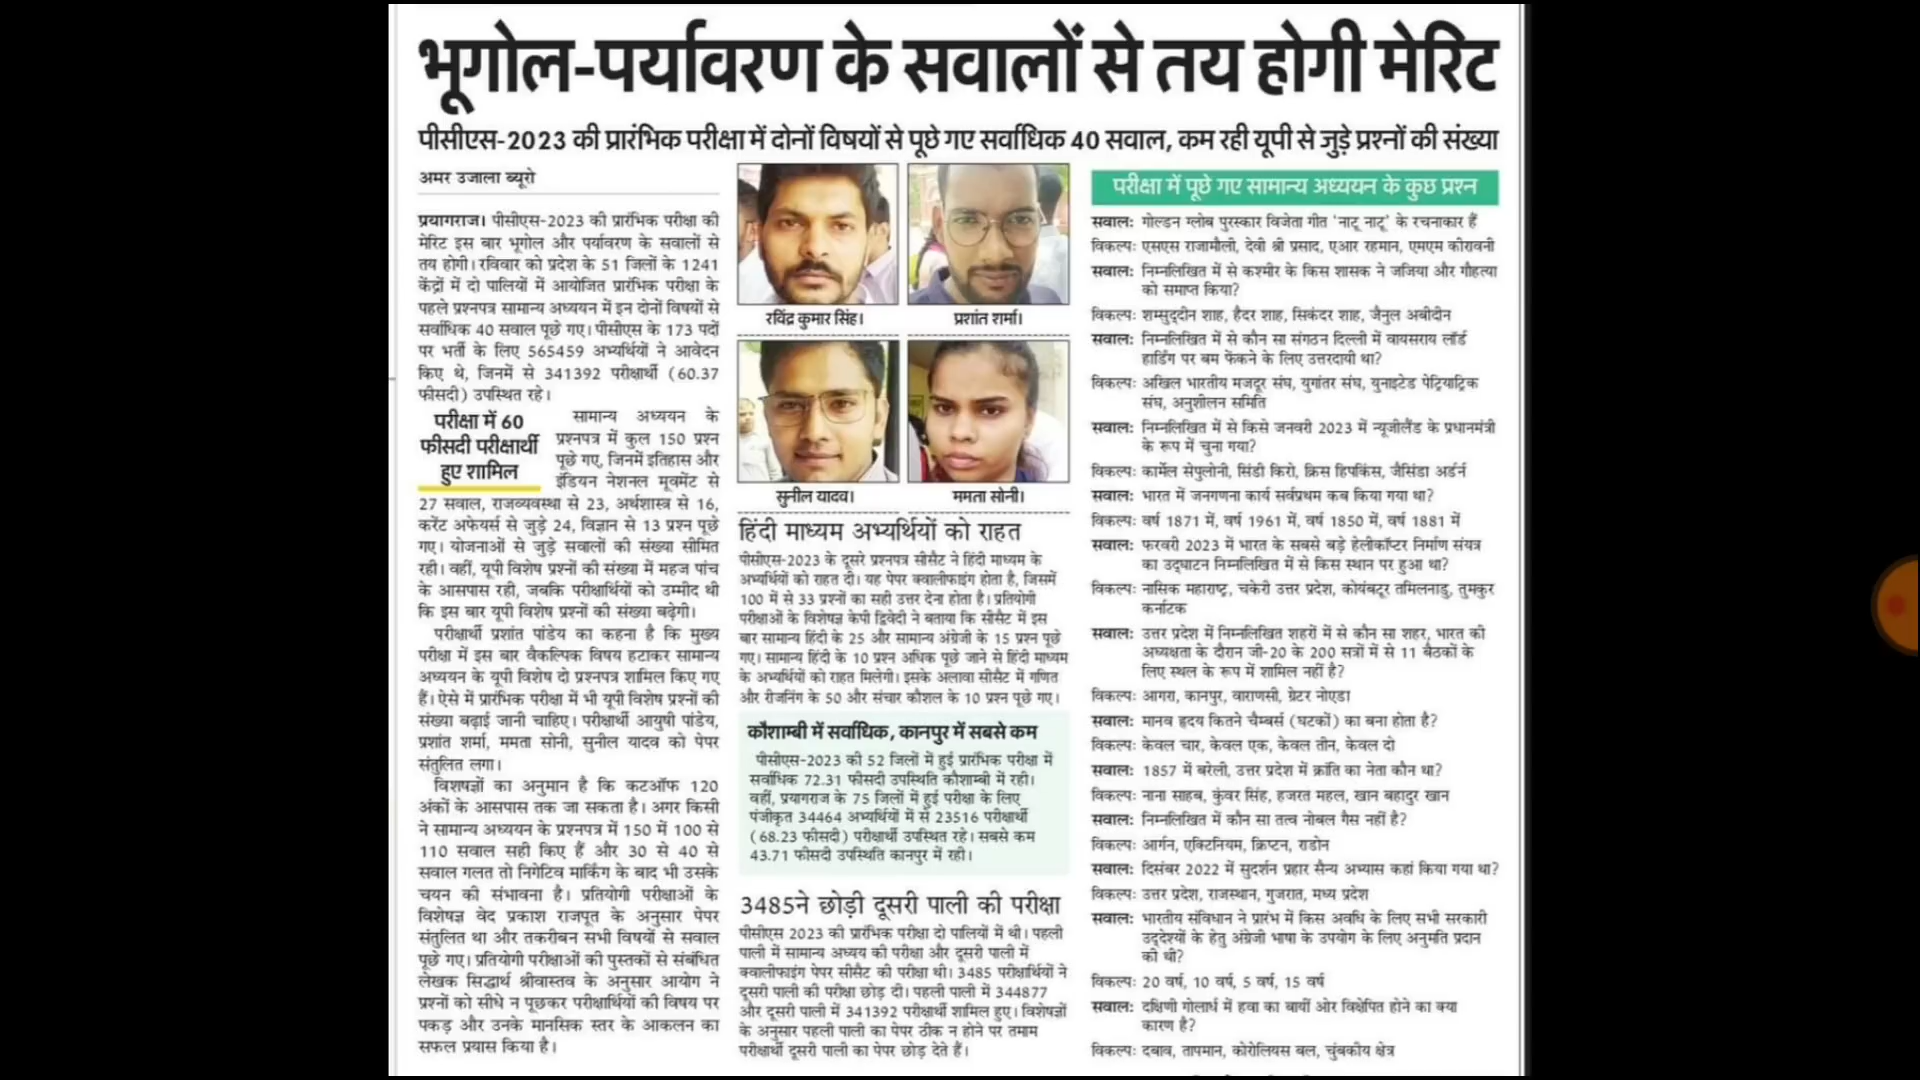 भूगोल-पर्यावरण के सवालों से तय होगी मेरिट
पीसीएस-2023 की प्रारंभिक परीक्षा में दोनों विषयों से पूछे गए सर्वाधिक 40 सवाल, कम रही यूपी से जुड़े प्रश्नों की संख्या
अमर उजाला ब्यूरो
प्रयागराज। पीसीएस-2023 की प्रारंभिक परीक्षा की
मेरिट इस बार भूगोल और पर्यावरण के सवालों से
तय होगी। रविवार को प्रदेश के 51 जिलों के 1241
केंद्रों में दो पालियों में आयोजित प्रारंभिक परीक्षा के
पहले प्रश्नपत्र सामान्य अध्ययन में इन दोनों विषयों से
सर्वाधिक 40 सवाल पूछे गए। पीसीएस के 173 पदों
पर भर्ती के लिए 565459 अभ्यर्थियों ने आवेदन
किए थे, जिनमें से 341392 परीक्षार्थी (60.37
फीसदी) उपस्थित रहे।
परीक्षा में 60
फीसदी परीक्षार्थी
हुए शामिल
सामान्य अध्ययन के
प्रश्नपत्र में कुल 150 प्रश्न
पूछे गए, जिनमें इतिहास और
इंडियन नेशनल मूवमेंट से
27 सवाल, राजव्यवस्था से 23, अर्थशास्त्र से 16,
करेंट अफेयर्स से जुड़े 24, विज्ञान से 13 प्रश्न पूछे
गए। योजनाओं से जुड़े सवालों की संख्या सीमित
रही। वहीं, यूपी विशेष प्रश्नों की संख्या में महज पांच
के आसपास रही, जबकि परीक्षार्थियों को उम्मीद थी
कि इस बार यूपी विशेष प्रश्नों की संख्या बढ़ेगी।
परीक्षार्थी प्रशांत पांडेय का कहना है कि मुख्य
परीक्षा में इस बार वैकल्पिक विषय हटाकर सामान्य
अध्ययन के यूपी विशेष दो प्रश्नपत्र शामिल किए गए
हैं। ऐसे में प्रारंभिक परीक्षा में भी यूपी विशेष प्रश्नों की
संख्या बढ़ाई जानी चाहिए। परीक्षार्थी आयुषी पांडेय,
प्रशांत शर्मा, ममता सोनी, सुनील यादव को पेपर
संतुलित लगा।
विशषज्ञों का अनुमान है कि कटऑफ 120
अंकों के आसपास तक जा सकता है। अगर किसी
ने सामान्य अध्ययन के प्रश्नपत्र में 150 में 100 से
110 सवाल सही किए हैं और 30 से 40 से
सवाल गलत तो निगेटिव मार्किंग के बाद भी उसके
चयन की संभावना है। प्रतियोगी परीक्षाओं के
विशेषज्ञ वेद प्रकाश राजपूत के अनुसार पेपर
संतुलित था और तकरीबन सभी विषयों से सवाल
पूछे गए। प्रतियोगी परीक्षाओं की पुस्तकों से संबंधित
लेखक सिद्धार्थ श्रीवास्तव के अनुसार आयोग ने
प्रश्नों को सीधे न पूछकर परीक्षार्थियों की विषय पर
पकड़ और उनके मानसिक स्तर के आकलन का
सफल प्रयास किया है।
रविंद्र कुमार सिंह।
प्रशांत शर्मा।
सुनील यादव।
ममता सोनी।
हिंदी माध्यम अभ्यर्थियों को राहत
पीसीएस-2023 के दूसरे प्रश्नपत्र सीसैट ने हिंदी माध्यम के
अभ्यर्थियों को राहत दी। यह पेपर क्वालीफाइंग होता है, जिसमें
100 में से 33 प्रश्नों का सही उत्तर देना होता है। प्रतियोगी
परीक्षाओं के विशेषज्ञ केपी द्विवेदी ने बताया कि सीसैट में इस
बार सामान्य हिंदी के 25 और सामान्य अंग्रेजी के 15 प्रश्न पूछे
गए। सामान्य हिंदी के 10 प्रश्न अधिक पूछे जाने से हिंदी माध्यम
के अभ्यर्थियों को राहत मिलेगी। इसके अलावा सीसैट में गणित
और रीजनिंग के 50 और संचार कौशल के 10 प्रश्न पूछे गए।
कौशाम्बी में सर्वाधिक, कानपुर में सबसे कम
पीसीएस-2023 की 52 जिलों में हुई प्रारंभिक परीक्षा में
सर्वाधिक 72.31 फीसदी उपस्थिति कौशाम्बी में रही।
वहीं, प्रयागराज के 75 जिलों में हुई परीक्षा के लिए
पंजीकृत 34464 अभ्यर्थियों में से 23516 परीक्षार्थी
(68.23 फीसदी) परीक्षार्थी उपस्थित रहे। सबसे कम
43.71 फीसदी उपस्थिति कानपुर में रही।
3485ने छोड़ी दूसरी पाली की परीक्षा
पीसीएस 2023 की प्रारंभिक परीक्षा दो पालियों में थी। पहली
पाली में सामान्य अध्यय की परीक्षा और दूसरी पाली में
क्वालीफाइंग पेपर सीसैट की परीक्षा थी। 3485 परीक्षार्थियों ने
दूसरी पाली की परीक्षा छोड़ दी। पहली पाली में 344877
और दूसरी पाली में 341392 परीक्षार्थी शामिल हुए। विशेषज्ञों
के अनुसार पहली पाली का पेपर ठीक न होने पर तमाम
परीक्षार्थी दूसरी पाली का पेपर छोड़ देते हैं।
परीक्षा में पूछे गए सामान्य अध्ययन के कुछ प्रश्न
सवाल: गोल्डन ग्लोब पुरस्कार विजेता गीत 'नाटू नाटू' के रचनाकार हैं
विकल्प: एसएस राजामौली, देवी श्री प्रसाद, एआर रहमान, एमएम कीरावनी
सवाल: निम्नलिखित में से कश्मीर के किस शासक ने जजिया और गौहत्या
को समाप्त किया?
विकल्प: शम्सुद्दीन शाह, हैदर शाह, सिकंदर शाह, जैनुल अबीदीन
सवाल: निम्नलिखित में से कौन सा संगठन दिल्ली में वायसराय लॉर्ड
हार्डिंग पर बम फेंकने के लिए उत्तरदायी था?
विकल्प: अखिल भारतीय मजदूर संघ, युगांतर संघ, युनाइटेड पेट्रियाट्रिक
संघ, अनुशीलन समिति
सवाल: निम्नलिखित में से किसे जनवरी 2023 में न्यूजीलैंड के प्रधानमंत्री
के रूप में चुना गया?
विकल्प: कार्मेल सेपुलोनी, सिंडी किरो, क्रिस हिपकिंस, जैसिंडा अर्डर्न
सवाल: भारत में जनगणना कार्य सर्वप्रथम कब किया गया था?
विकल्प: वर्ष 1871 में, वर्ष 1961 में, वर्ष 1850 में, वर्ष 1881 में
सवाल: फरवरी 2023 में भारत के सबसे बड़े हेलीकॉप्टर निर्माण संयत्र
का उद्घाटन निम्नलिखित में से किस स्थान पर हुआ था?
विकल्प: नासिक महाराष्ट्र, चकेरी उत्तर प्रदेश, कोयंबटूर तमिलनाडु, तुमकुर
कर्नाटक
सवाल: उत्तर प्रदेश में निम्नलिखित शहरों में से कौन सा शहर, भारत की
अध्यक्षता के दौरान जी-20 के 200 सत्रों में से 11 बैठकों के
लिए स्थल के रूप में शामिल नहीं है?
विकल्प: आगरा, कानपुर, वाराणसी, ग्रेटर नोएडा
सवाल: मानव हृदय कितने चैम्बर्स (घटकों) का बना होता है?
विकल्प: केवल चार, केवल एक, केवल तीन, केवल दो
सवाल: 1857 में बरेली, उत्तर प्रदेश में क्रांति का नेता कौन था?
विकल्प: नाना साहब, कुंवर सिंह, हजरत महल, खान बहादुर खान
सवाल: निम्नलिखित में कौन सा तत्व नोबल गैस नहीं है?
विकल्प: आर्गन, एक्टिनियम, क्रिप्टन, राडोन
सवाल: दिसंबर 2022 में सुदर्शन प्रहार सैन्य अभ्यास कहां किया गया था?
विकल्प: उत्तर प्रदेश, राजस्थान, गुजरात, मध्य प्रदेश
सवाल: भारतीय संविधान ने प्रारंभ में किस अवधि के लिए सभी सरकारी
उद्देश्यों के हेतु अंग्रेजी भाषा के उपयोग के लिए अनुमति प्रदान
की थी?
विकल्प: 20 वर्ष, 10 वर्ष, 5 वर्ष, 15 वर्ष
सवाल: दक्षिणी गोलार्ध में हवा का बायीं ओर विक्षेपित होने का क्या
कारण है?
विकल्प: दबाव, तापमान, कोरोलियस बल, चुंबकीय क्षेत्र